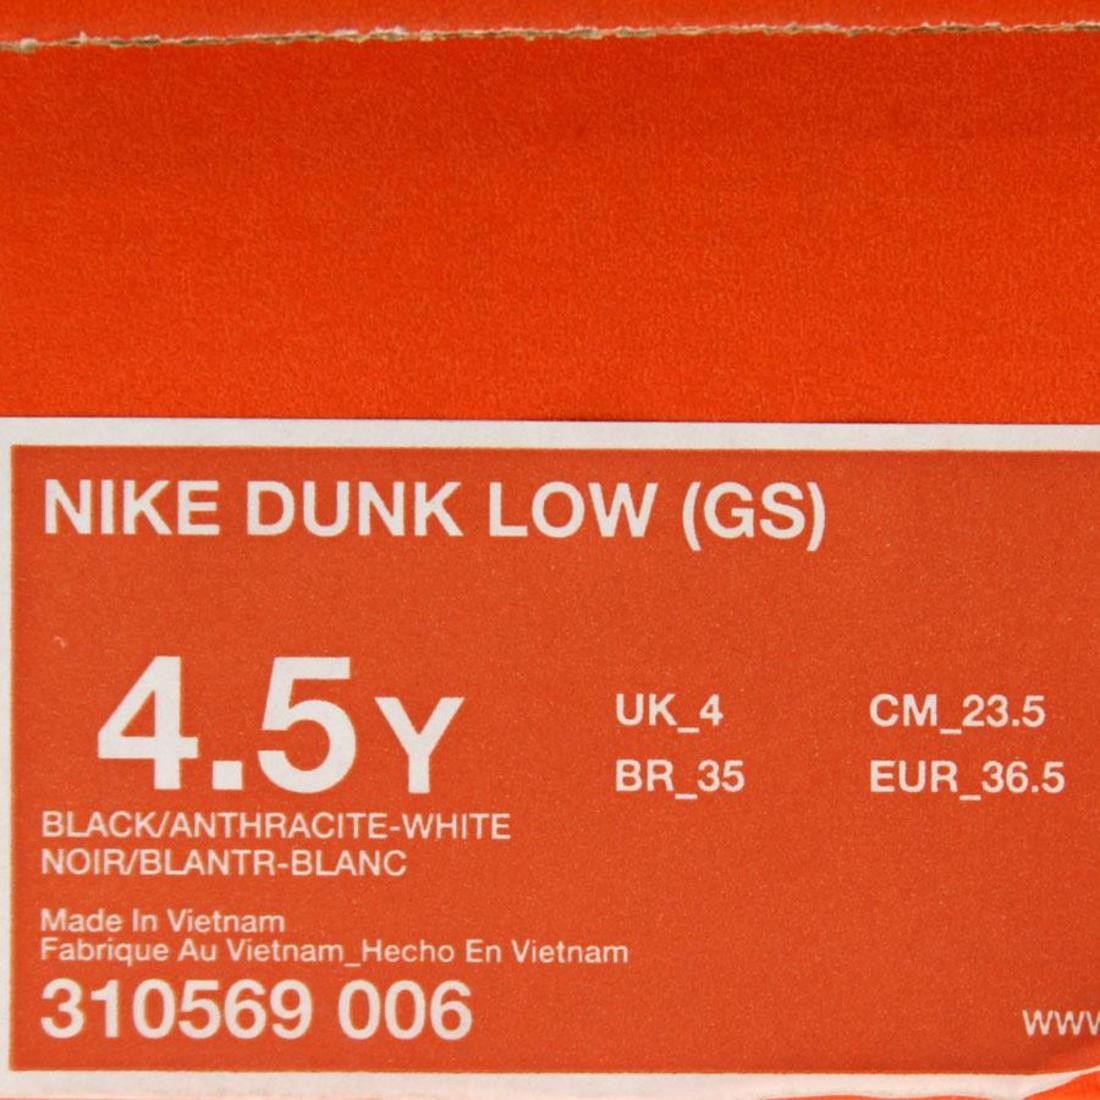 NIKE DUNK LOW (GS)
4.5Y
UK_4 CM_23.5
BR_35 EUR_36.5
BLACK/ANTHRACITE-WHITE
NOIR/BLANTR-BLANC
Made In Vietnam
Fabrique Au Vietnam_Hecho En Vietnam
310569 006
www